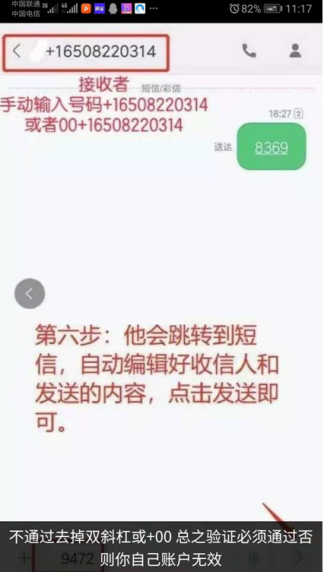 中国联通
中国电信
3G
4G
82%
11:17
+16508220314
接收者
短信/彩信
手动输入号码+16508220314
或者00+16508220314
18:27 2
送达
8369
第六步：他会跳转到短
信，自动编辑好收信人和
发送的内容，点击发送即
可。
不通过去掉双斜杠或+00 总之验证必须通过否
则你自己账户无效
9472